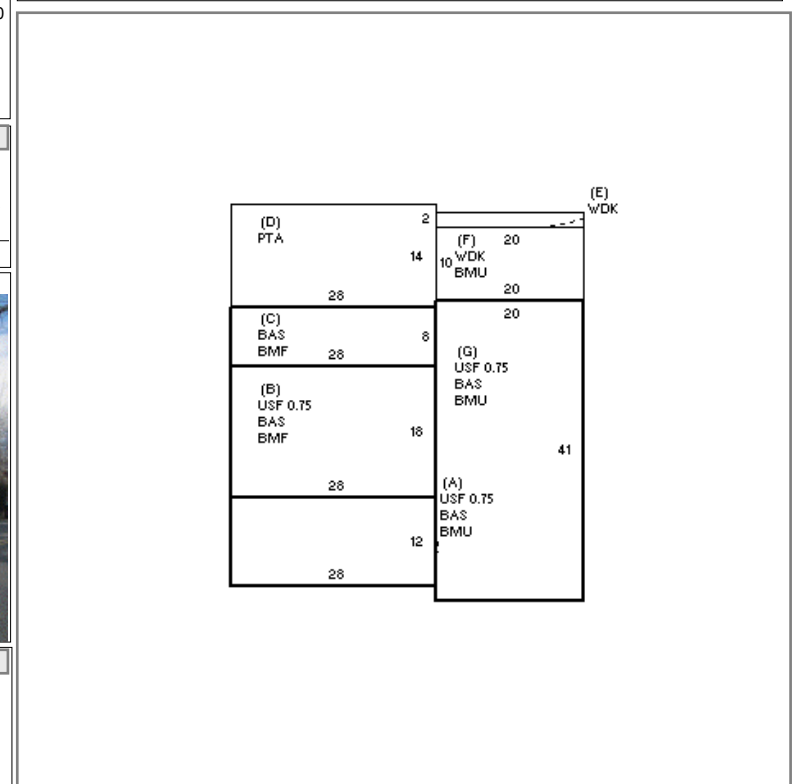 (E)
WDK
(D)
PTA
2
14
28
(F) 20
10 WDK
BMU
20
20
(C)
BAS
BMF
28
8
(G)
USF 0.75
BAS
BMU
41
(B)
USF 0.75
BAS
BMF
18
28
(A)
USF 0.75
BAS
BMU
12
28